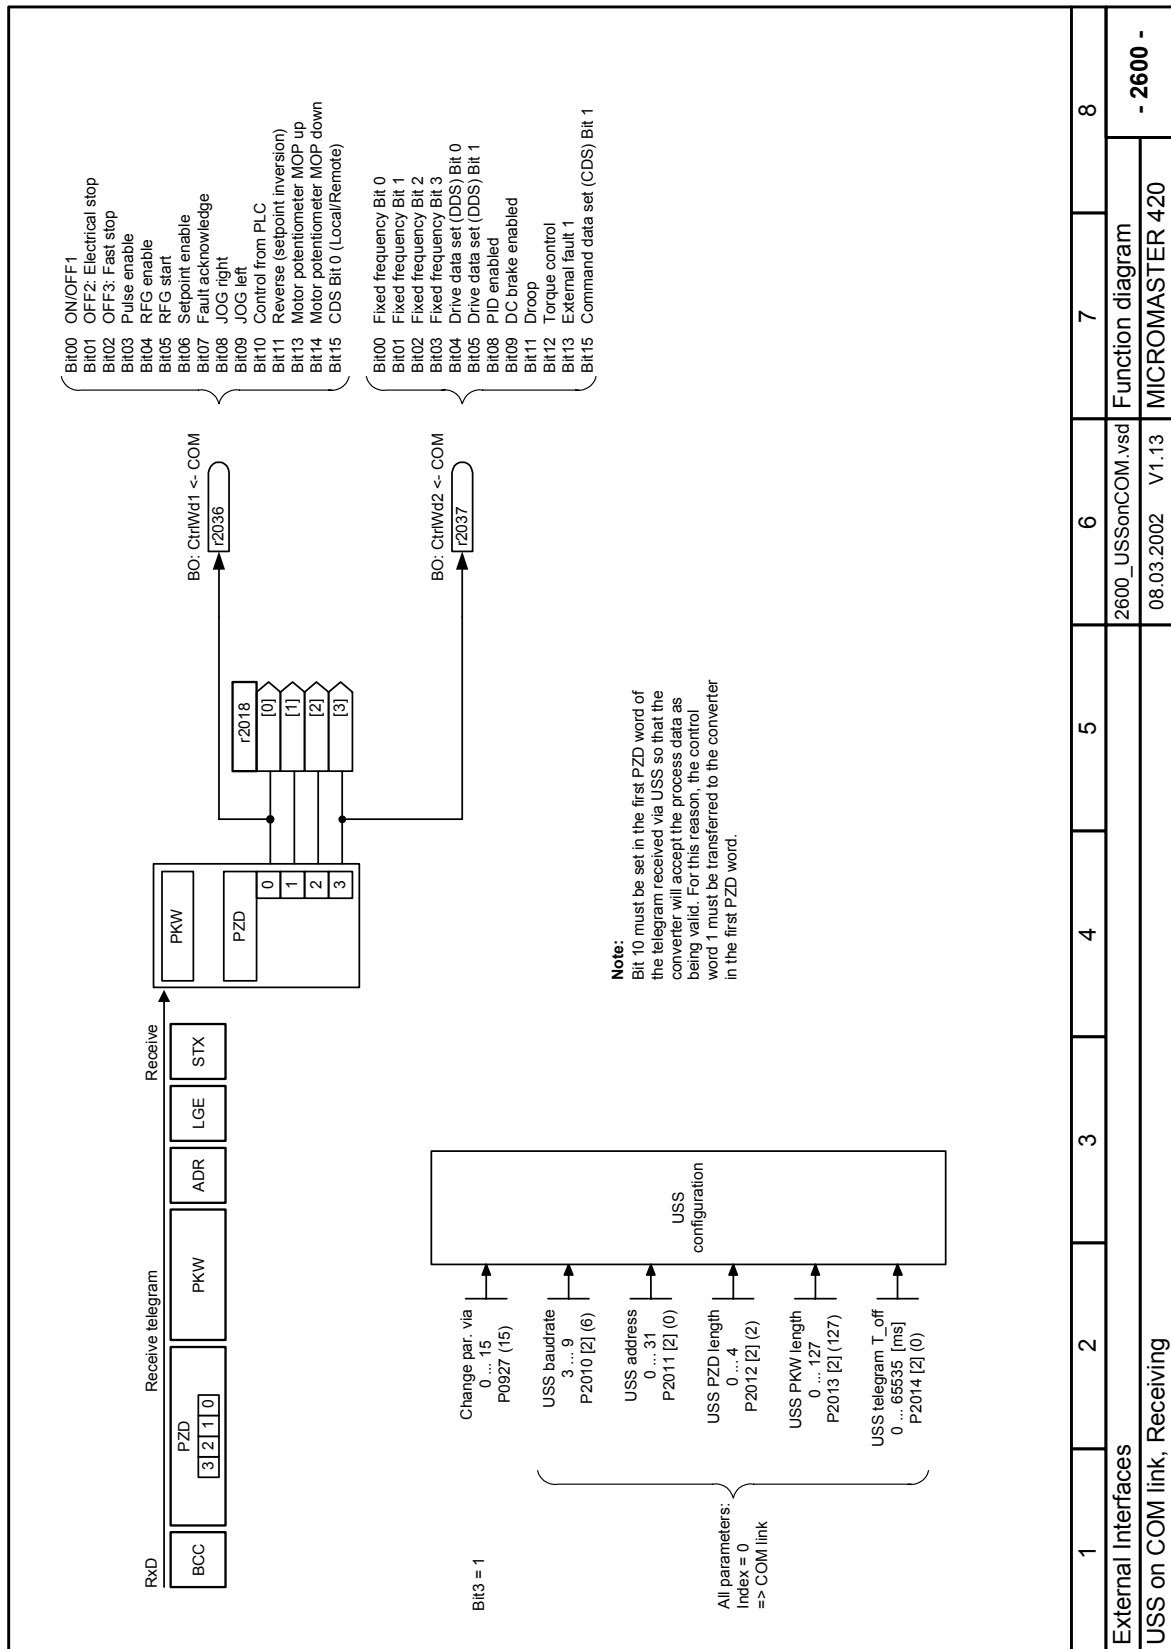 RxD
Receive telegram
Receive
BCC
PZD
3 2 1 0
PKW
ADR
LGE
STX
PKW
PZD
0
1
2
3
r2018
[0]
[1]
[2]
[3]
BO: CtrlWd1 <- COM
r2036
Bit00 ON/OFF1
Bit01 OFF2: Electrical stop
Bit02 OFF3: Fast stop
Bit03 Pulse enable
Bit04 RFG enable
Bit05 RFG start
Bit06 Setpoint enable
Bit07 Fault acknowledge
Bit08 JOG right
Bit09 JOG left
Bit10 Control from PLC
Bit11 Reverse (setpoint inversion)
Bit13 Motor potentiometer MOP up
Bit14 Motor potentiometer MOP down
Bit15 CDS Bit 0 (Local/Remote)
BO: CtrlWd2 <- COM
r2037
Bit00 Fixed frequency Bit 0
Bit01 Fixed frequency Bit 1
Bit02 Fixed frequency Bit 2
Bit03 Fixed frequency Bit 3
Bit04 Drive data set (DDS) Bit 0
Bit05 Drive data set (DDS) Bit 1
Bit08 PID enabled
Bit09 DC brake enabled
Bit11 Droop
Bit12 Torque control
Bit13 External fault 1
Bit15 Command data set (CDS) Bit 1
Bit3 = 1
Change par. via
0 ... 15
P0927 (15)
All parameters:
Index = 0
=> COM link
USS baudrate
3 ... 9
P2010 [2] (6)
USS address
0 ... 31
P2011 [2] (0)
USS PZD length
0 ... 4
P2012 [2] (2)
USS PKW length
0 ... 127
P2013 [2] (127)
USS telegram T_off
0 ... 65535 [ms]
P2014 [2] (0)
USS
configuration
Note:
Bit 10 must be set in the first PZD word of
the telegram received via USS so that the
converter will accept the process data as
being valid. For this reason, the control
word 1 must be transferred to the converter
in the first PZD word.
1 2 3 4 5 6 7 8
External Interfaces
2600_USSonCOM.vsd
Function diagram
- 2600 -
USS on COM link, Receiving
08.03.2002 V1.13
MICROMASTER 420